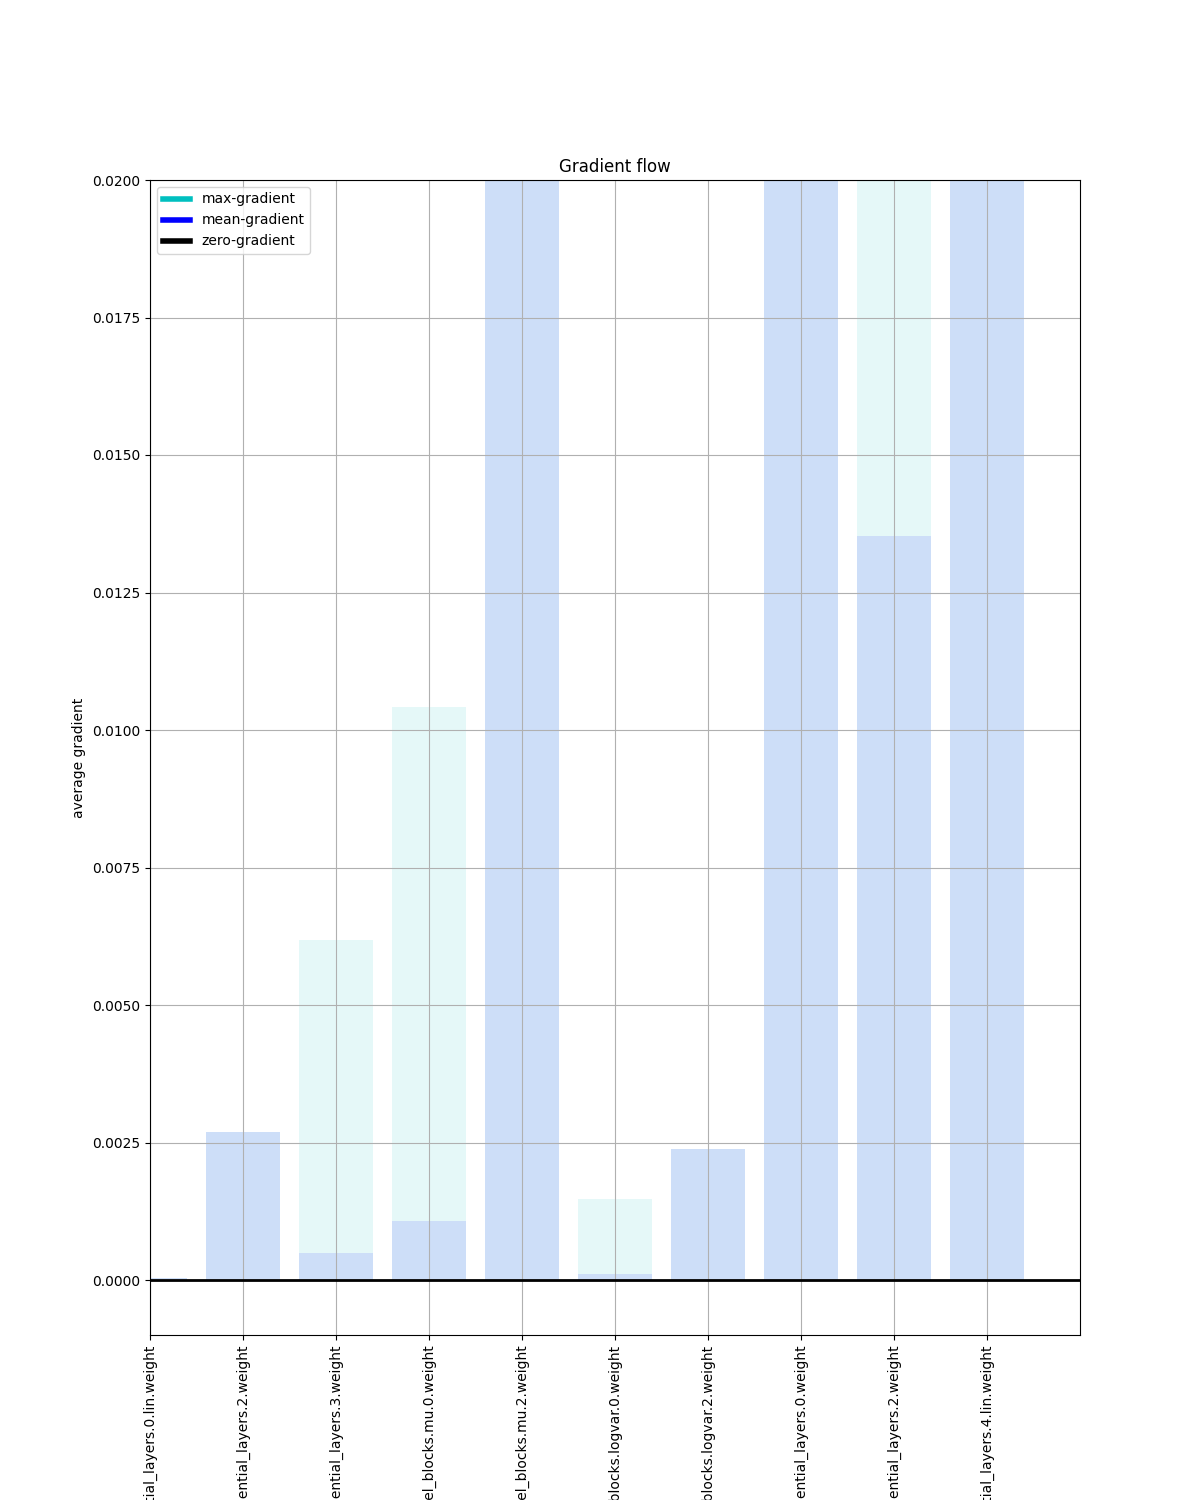 Gradient flow
max-gradient
mean-gradient
zero-gradient
0.0200
0.0175
0.0150
0.0125
0.0100
0.0075
0.0050
0.0025
0.0000
average gradient
tial_layers.0.lin.weight
ential_layers.2.weight
ential_layers.3.weight
el_blocks.mu.0.weight
el_blocks.mu.2.weight
blocks.logvar.0.weight
blocks.logvar.2.weight
ential_layers.0.weight
ential_layers.2.weight
tial_layers.4.lin.weight